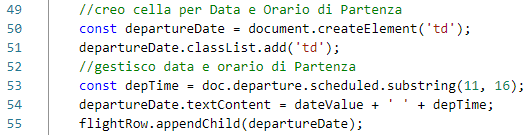 49 //creo cella per Data e Orario di Partenza
50 const departureDate = document.createElement('td');
51 departureDate.classList.add('td');
52 //gestisco data e orario di Partenza
53 const depTime = doc.departure.scheduled.substring(11, 16);
54 departureDate.textContent = dateValue + ' ' + depTime;
55 flightRow.appendChild(departureDate);